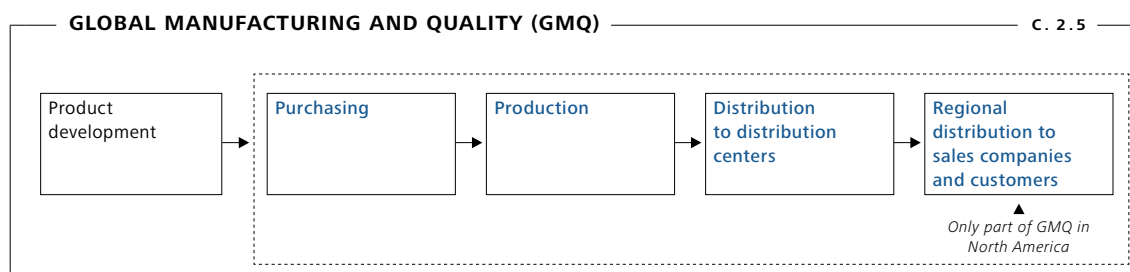 GLOBAL MANUFACTURING AND QUALITY (GMQ)
C. 2.5
Product
development
Purchasing
Production
Distribution
to distribution
centers
Regional
distribution to
sales companies
and customers
Only part of GMQ in
North America